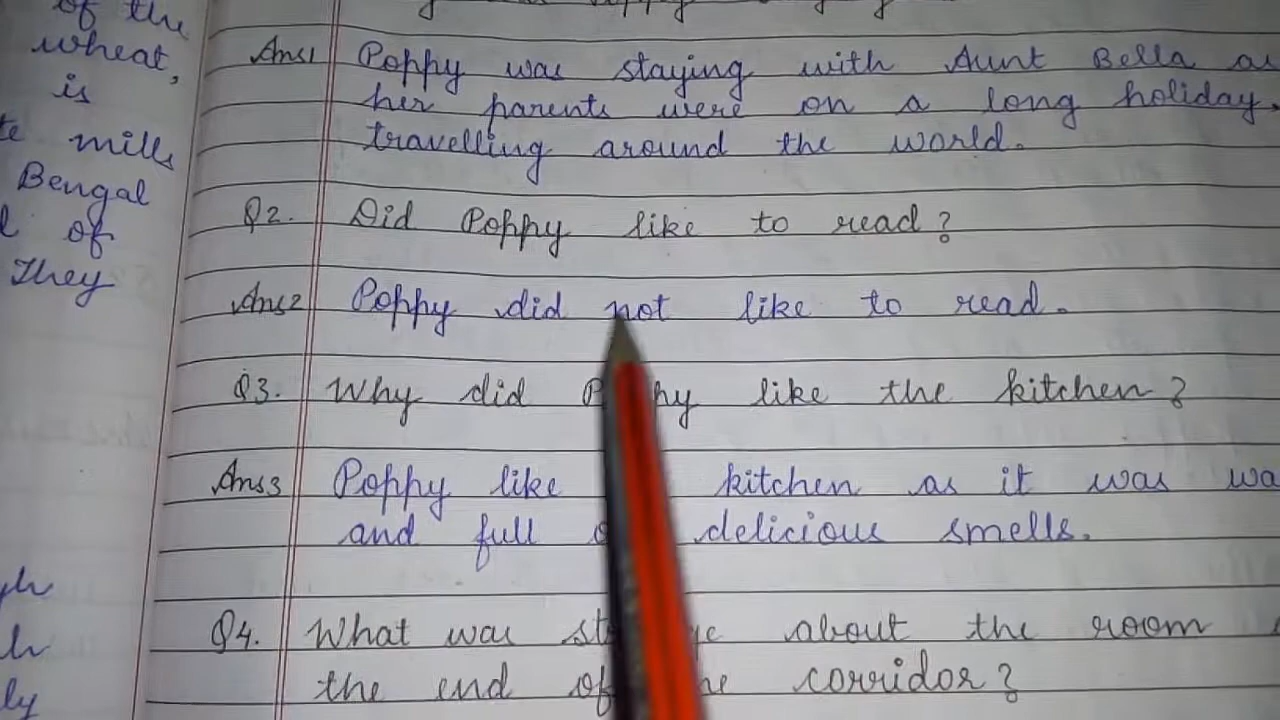 of the
wheat,
is
mills
Bengal
of
They
Ans1 Poppy was staying with Aunt Bella as
her parents were on a long holiday,
travelling around the world.
Q2. Did Poppy like to read?
Ans2 Poppy did not like to read.
Q3. Why did like the kitchen?
Ans3 Poppy like kitchen as it was
and full delicious smells.
Q4. What was about the room
the end of corridor?